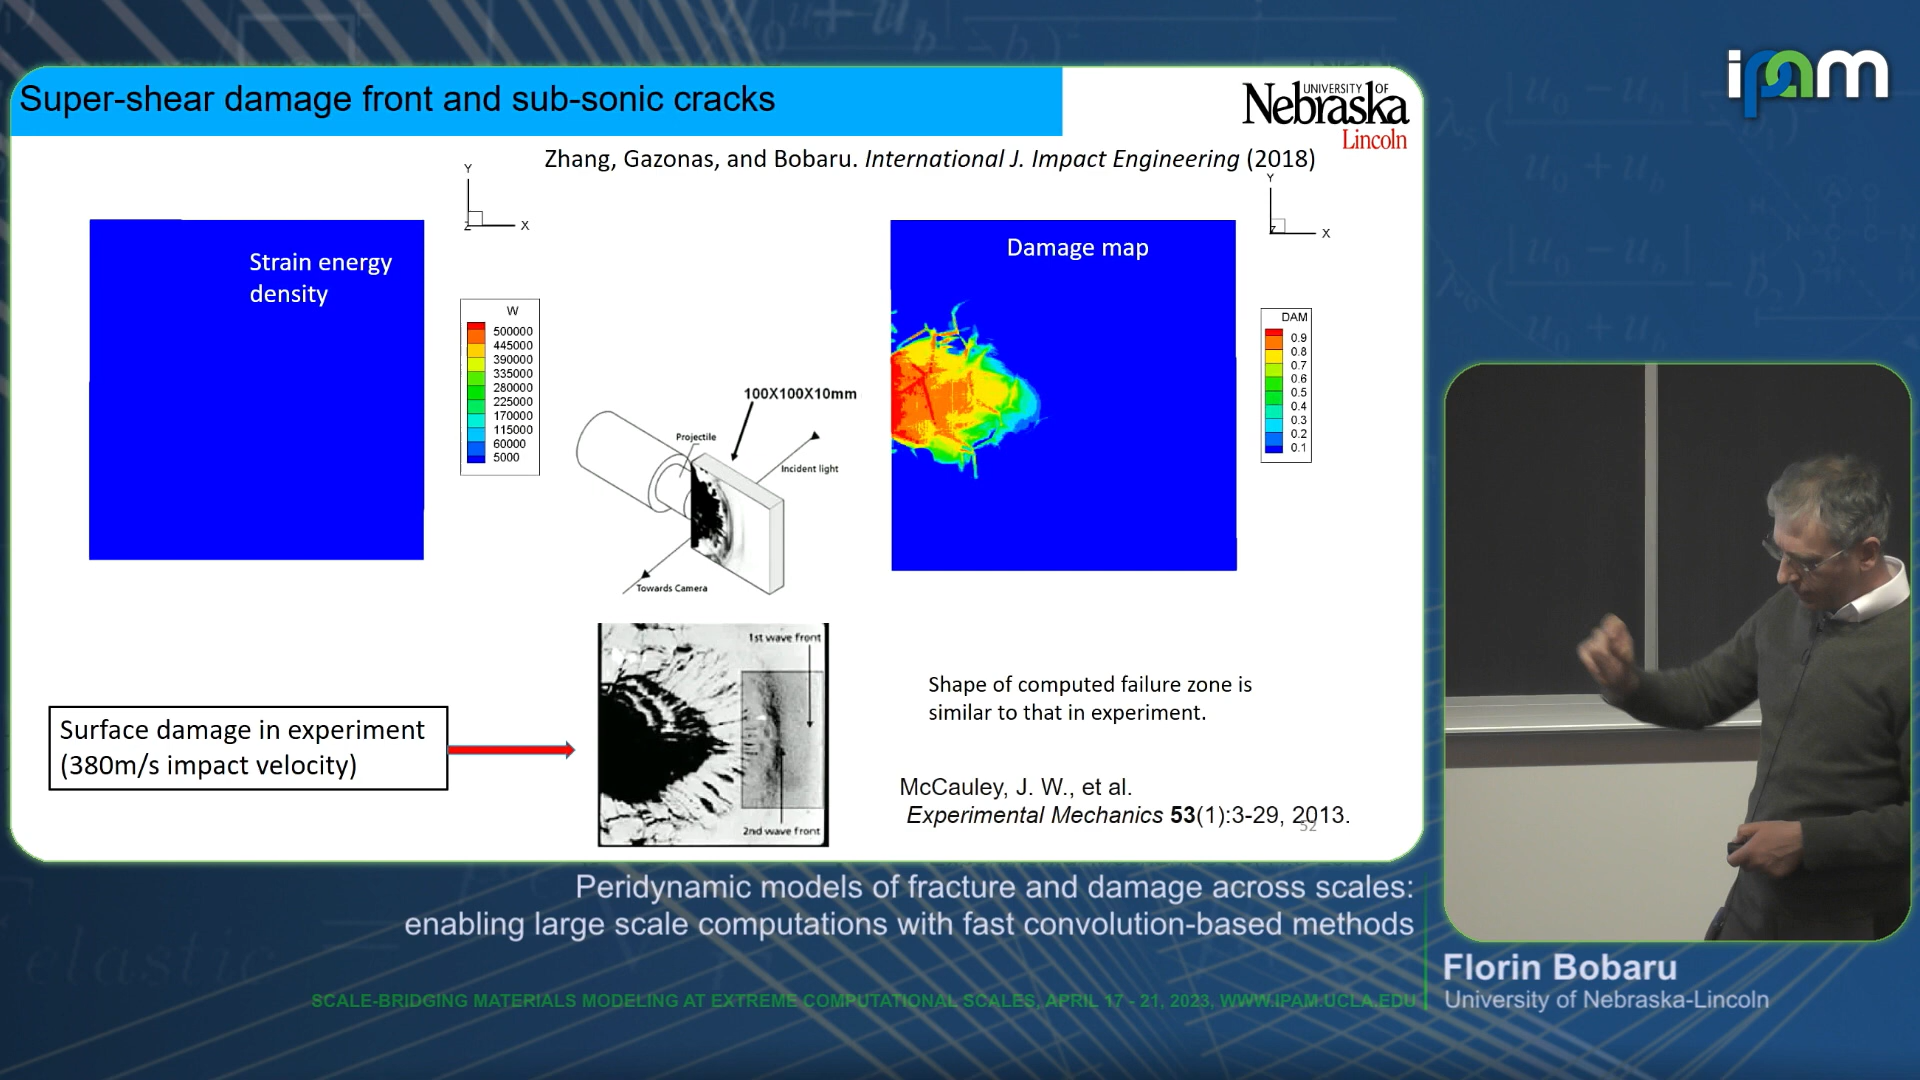 ipam
Super-shear damage front and sub-sonic cracks
UNIVERSITY OF
Nebraska
Lincoln
Zhang, Gazonas, and Bobaru. International J. Impact Engineering (2018)
Y
X
Z
Y
X
Z
Strain energy
density
W
500000
445000
390000
335000
280000
225000
170000
115000
60000
5000
Damage map
DAM
0.9
0.8
0.7
0.6
0.5
0.4
0.3
0.2
0.1
100X100X10mm
Projectile
Incident light
Towards Camera
1st wave front
2nd wave front
Surface damage in experiment
(380m/s impact velocity)
Shape of computed failure zone is
similar to that in experiment.
McCauley, J. W., et al.
Experimental Mechanics 53(1):3-29, 2013.
52
Peridynamic models of fracture and damage across scales:
enabling large scale computations with fast convolution-based methods
Florin Bobaru
University of Nebraska-Lincoln
SCALE-BRIDGING MATERIALS MODELING AT EXTREME COMPUTATIONAL SCALES, APRIL 17 - 21, 2023, WWW.IPAM.UCLA.EDU
elastic